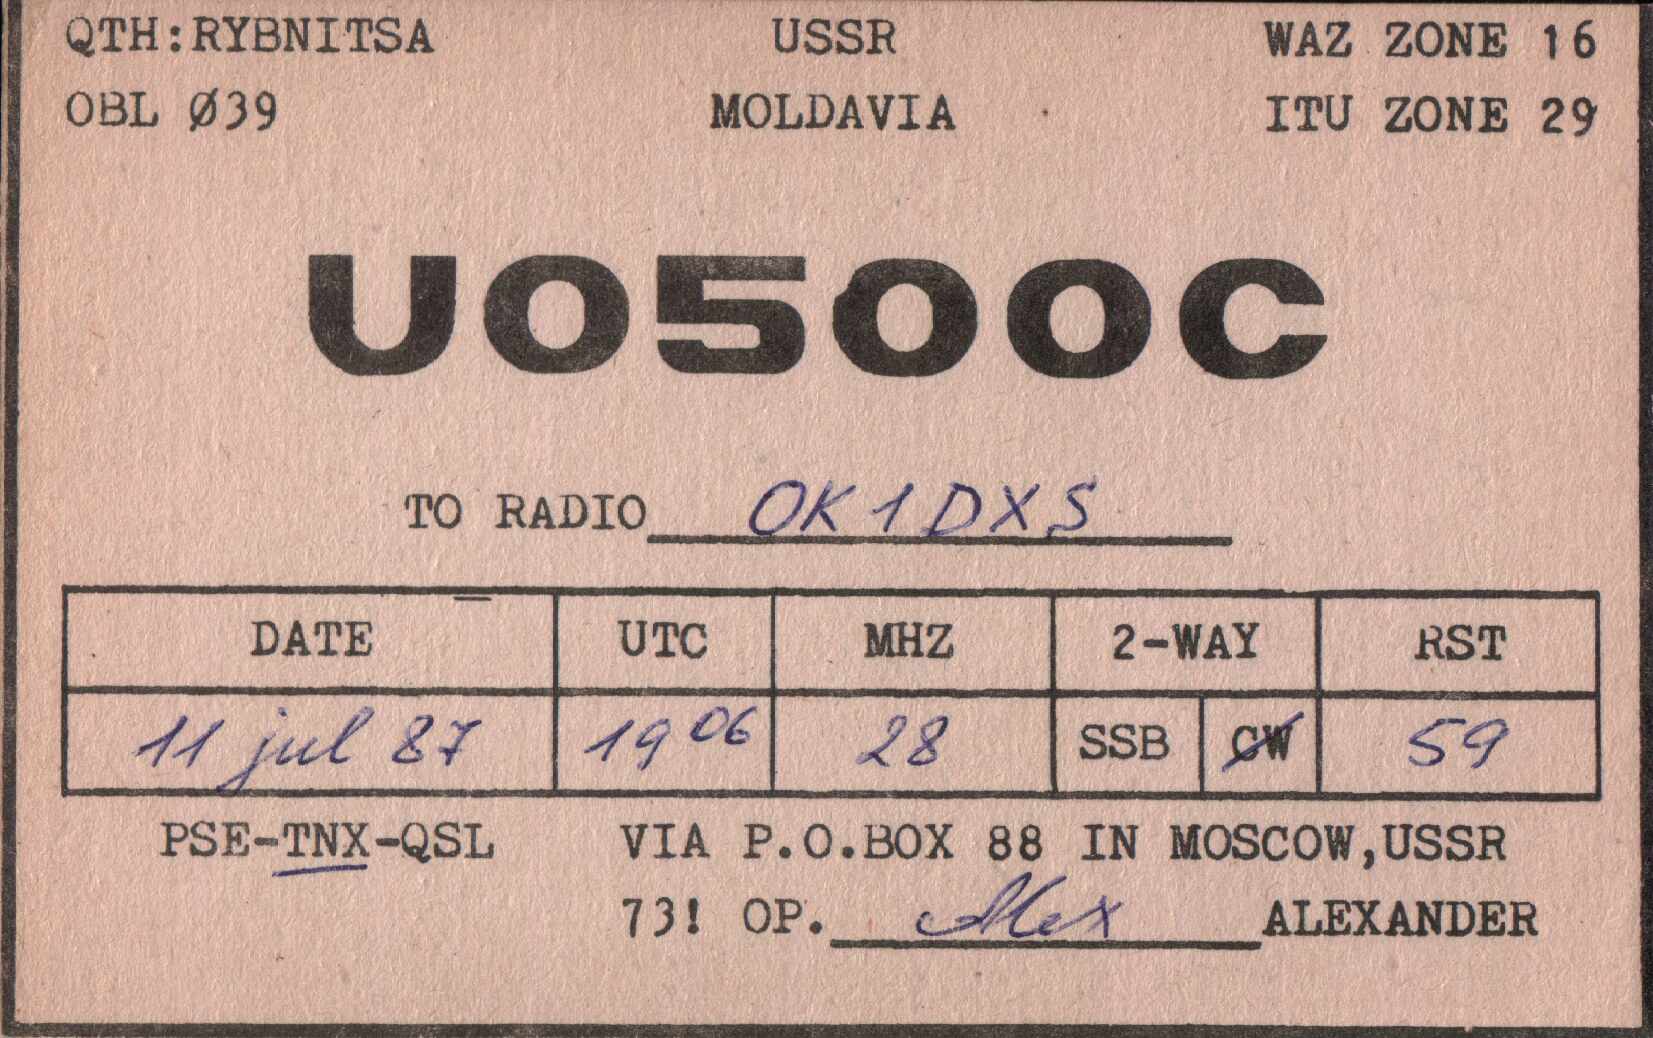 QTH:RYBNITSA USSR WAZ ZONE 16
OBL Ø39 MOLDAVIA ITU ZONE 29
UO5OOC
TO RADIO OK1DXS
DATE UTC MHZ 2-WAY RST
11 jul 87 19 06 28 SSB CW 59
PSE-TNX-QSL VIA P.O.BOX 88 IN MOSCOW,USSR
73! OP. Alex ALEXANDER